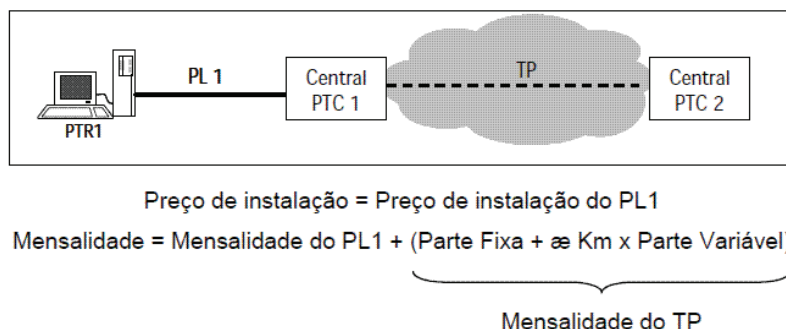 PL 1
Central
PTC 1
TP
Central
PTC 2
PTR1
Preço de instalação = Preço de instalação do PL1
Mensalidade = Mensalidade do PL1 + (Parte Fixa + æ Km x Parte Variável)
Mensalidade do TP